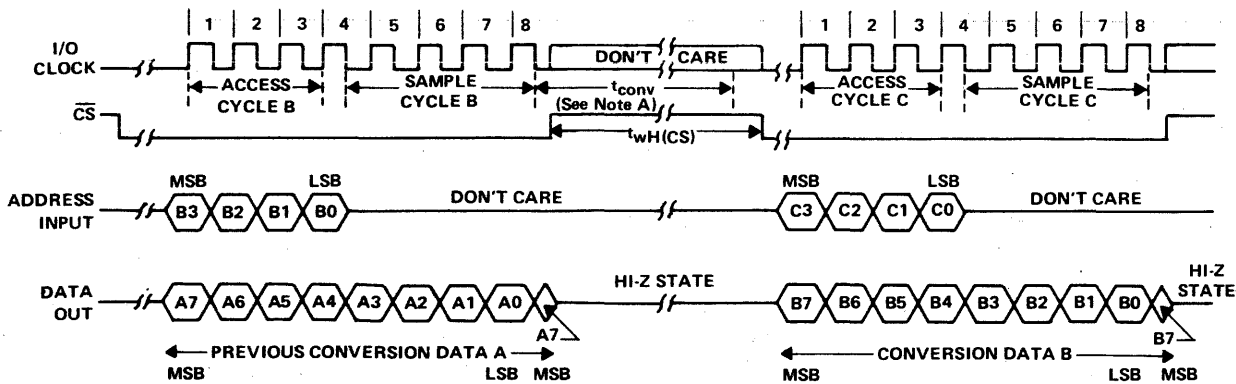 1 2 3 4 5 6 7 8 1 2 3 4 5 6 7 8
I/O
CLOCK
DON'T CARE
ACCESS
CYCLE B
SAMPLE
CYCLE B
tconv
(See Note A)
ACCESS
CYCLE C
SAMPLE
CYCLE C
CS
twH(CS)
ADDRESS
INPUT
MSB LSB
B3 B2 B1 B0
DON'T CARE
MSB LSB
C3 C2 C1 C0
DON'T CARE
DATA
OUT
A7 A6 A5 A4 A3 A2 A1 A0
A7
HI-Z STATE
B7 B6 B5 B4 B3 B2 B1 B0
B7
HI-Z
STATE
PREVIOUS CONVERSION DATA A
MSB LSB MSB
CONVERSION DATA B
MSB LSB MSB